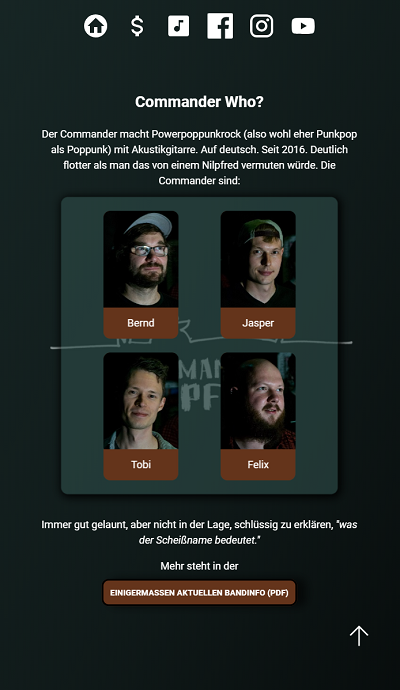 Commander Who?
Der Commander macht Powerpoppunkrock (also wohl eher Punkpop
als Poppunk) mit Akustikgitarre. Auf deutsch. Seit 2016. Deutlich
flotter als man das von einem Nilpfred vermuten würde. Die
Commander sind:
Bernd
Jasper
Tobi
Felix
Immer gut gelaunt, aber nicht in der Lage, schlüssig zu erklären, "was
der Scheißname bedeutet."
Mehr steht in der
EINIGERMASSEN AKTUELLEN BANDINFO (PDF)